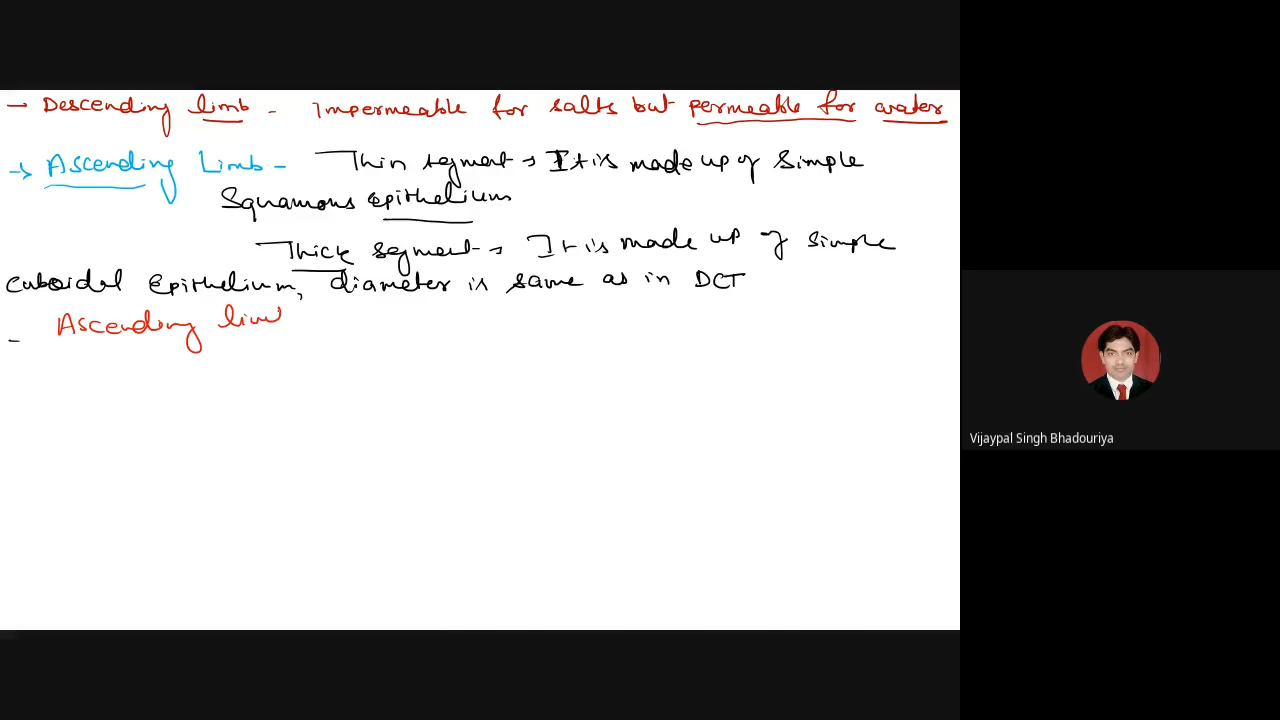 → Descending limb - Impermeable for salts but permeable for water
→ Ascending Limb - Thin segment → It is made up of Simple
Squamous Epithelium
Thick segment → It is made up of simple
cuboidal Epithelium, diameter is same as in DCT
- Ascending lim
Vijaypal Singh Bhadouriya